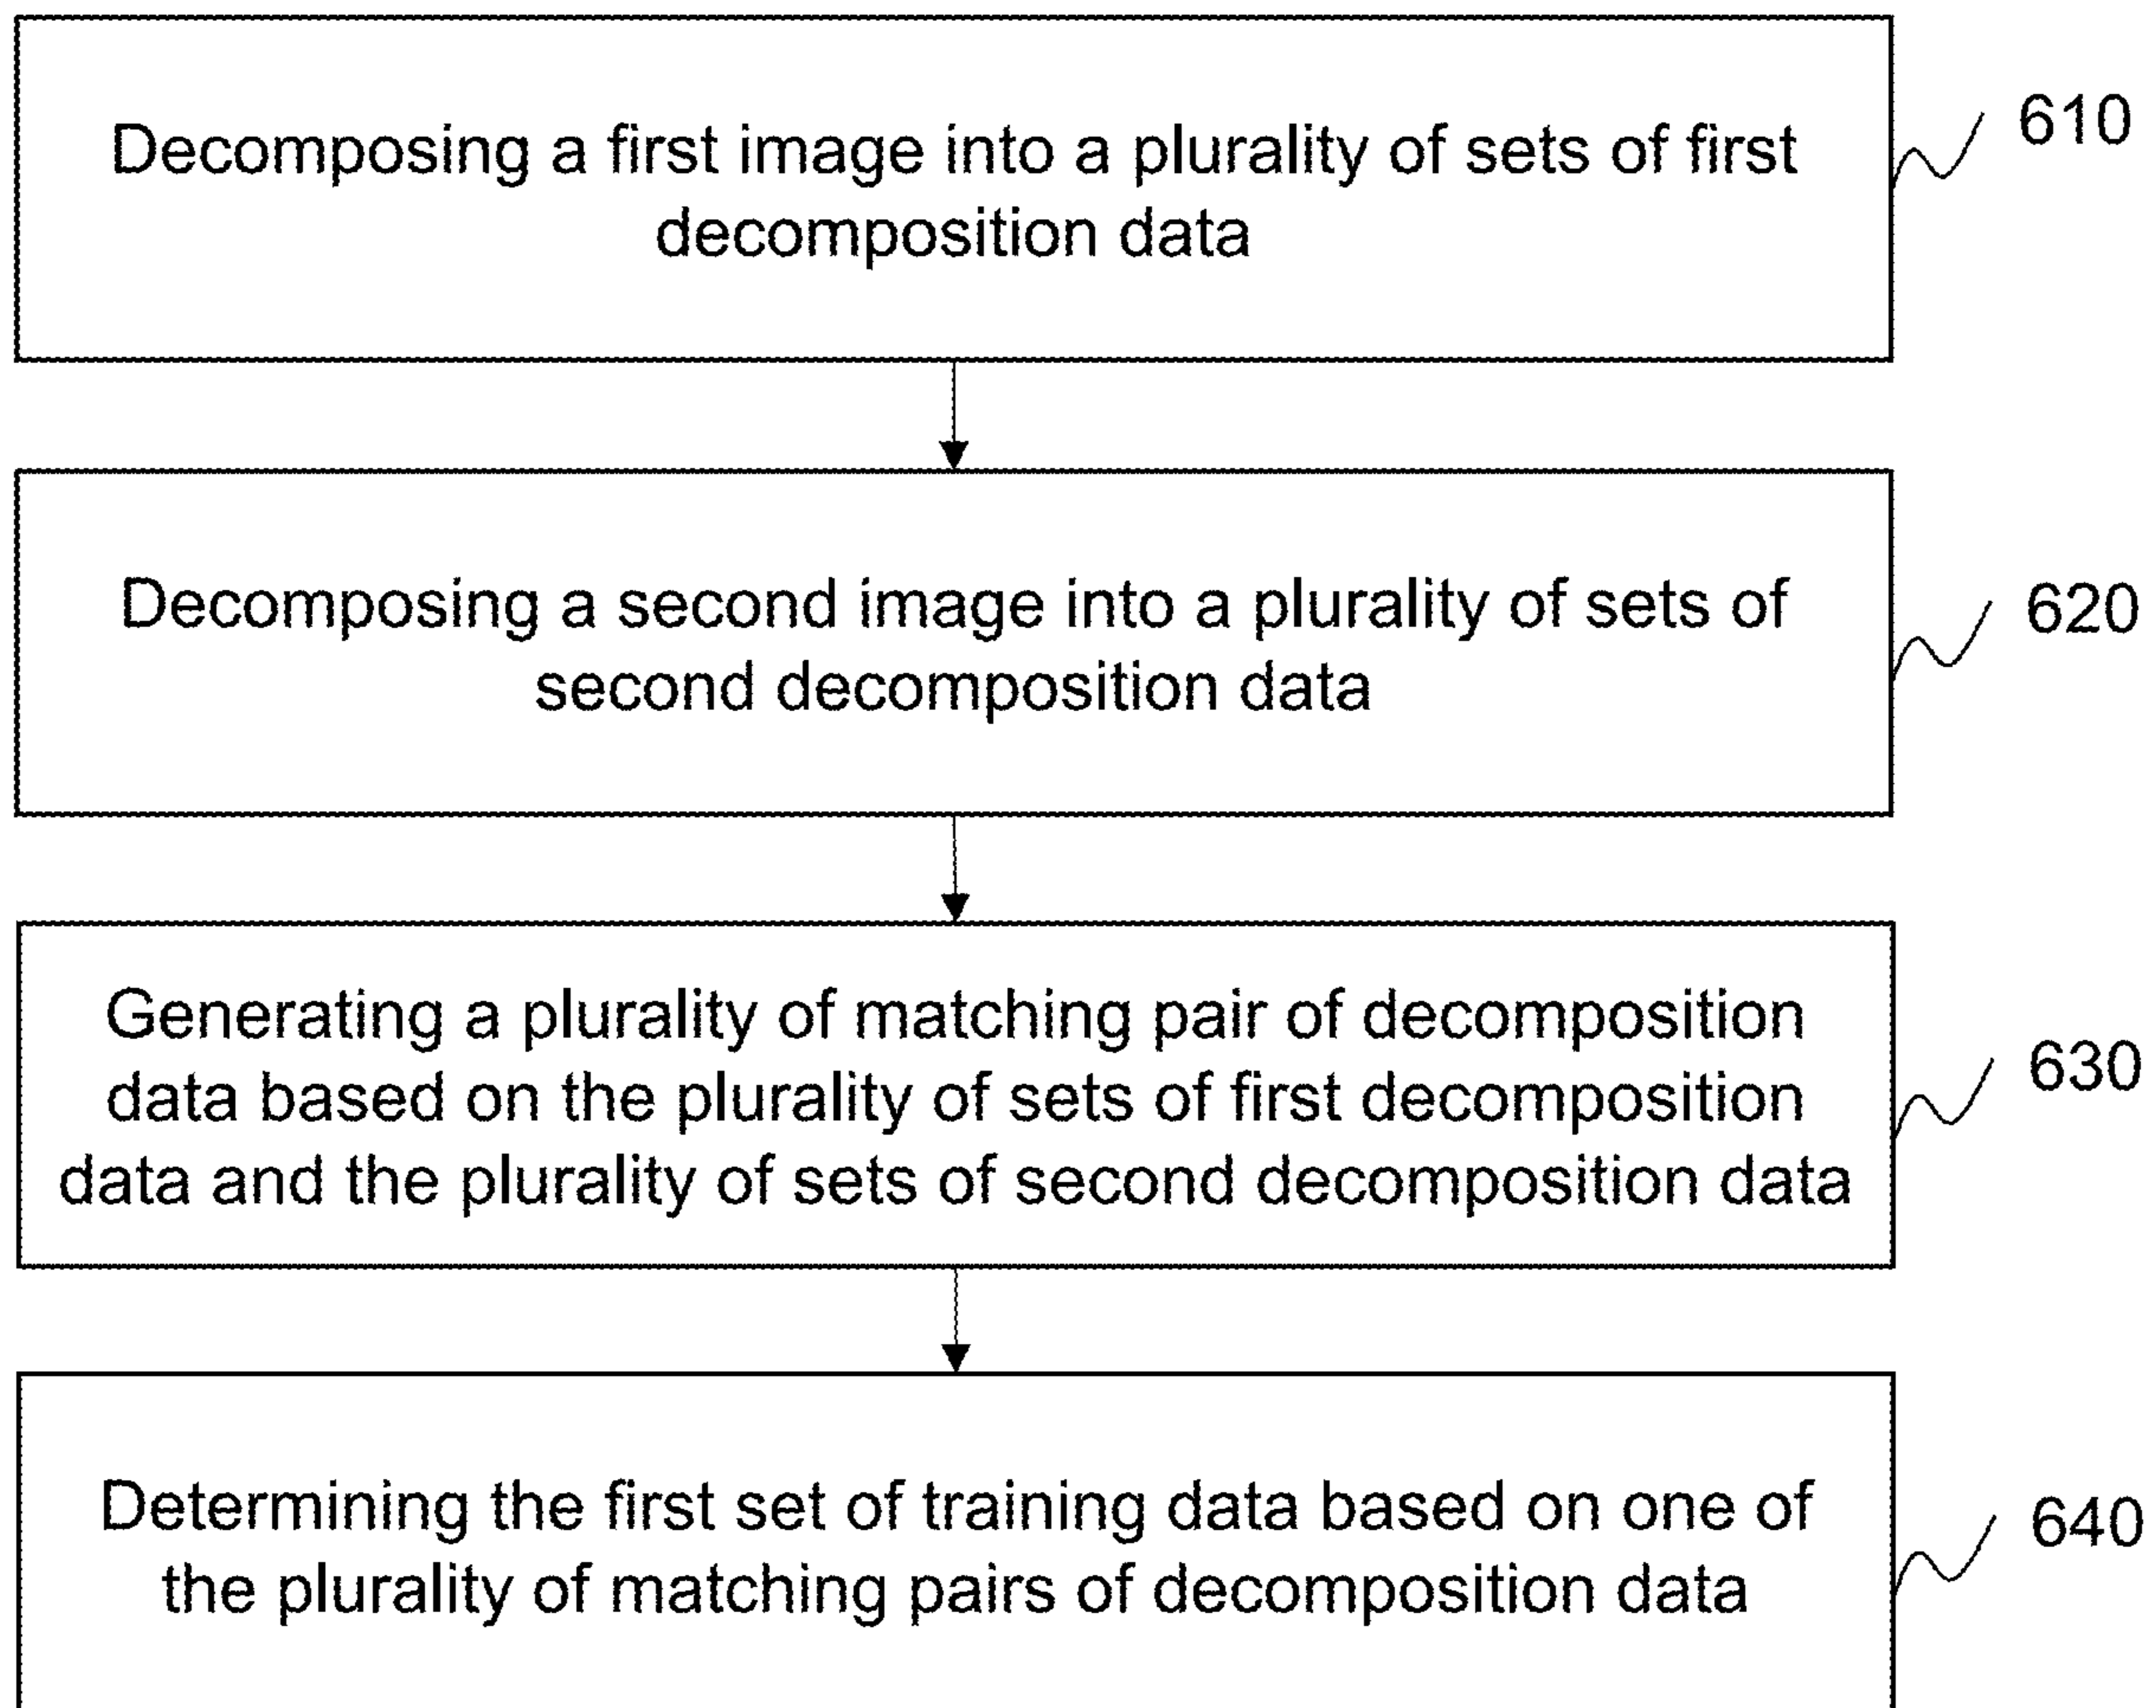 Decomposing a first image into a plurality of sets of first
decomposition data
610
Decomposing a second image into a plurality of sets of
second decomposition data
620
Generating a plurality of matching pair of decomposition
data based on the plurality of sets of first decomposition
data and the plurality of sets of second decomposition data
630
Determining the first set of training data based on one of
the plurality of matching pairs of decomposition data
640